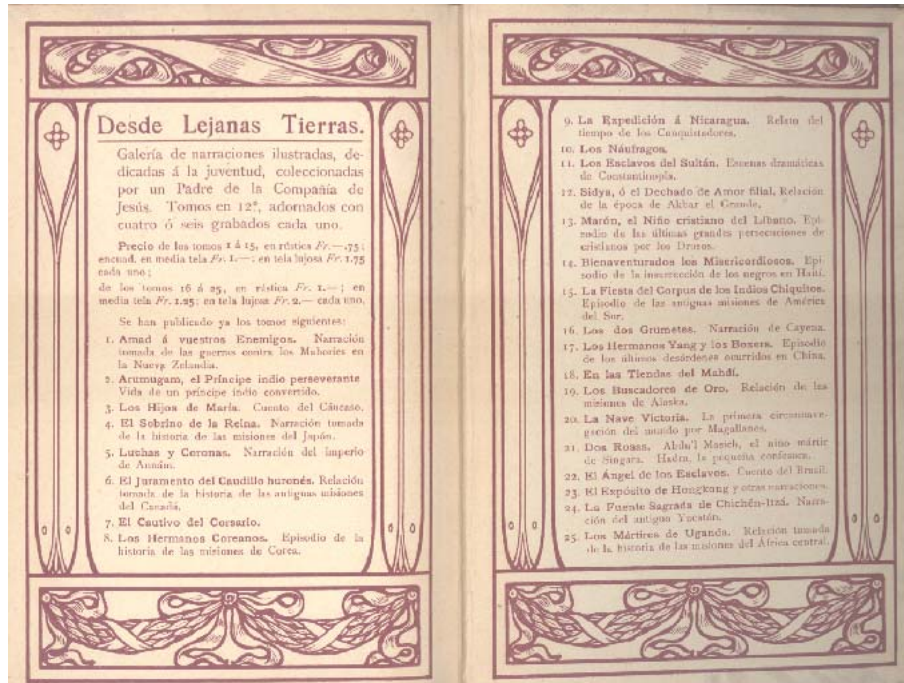 Desde Lejanas Tierras.
Galería de narraciones ilustradas, de-
dicadas á la juventud, coleccionadas
por un Padre de la Compañía de
Jesús. Tomos en 12°, adornados con
cuatro ó seis grabados cada uno.
Precio de los tomos 1 á 15, en rústica Fr. —.75;
encuad. en media tela Fr. 1.—; en tela lujosa Fr. 1.75
cada uno;
de los tomos 16 á 25, en rústica Fr. 1.—; en
media tela Fr. 1.25; en tela lujosa Fr. 2.— cada uno.
Se han publicado ya los tomos siguientes:
1. Amad á vuestros Enemigos. Narración
tomada de las guerras contra los Mahories en
la Nueva Zelandia.
2. Arumugam, el Príncipe indio perseverante
Vida de un príncipe indio convertido.
3. Los Hijos de María. Cuento del Cáucaso.
4. El Sobrino de la Reina. Narración tomada
de la historia de las misiones del Japón.
5. Luchas y Coronas. Narración del imperio
de Annám.
6. El Juramento del Caudillo huronés. Relación
tomada de la historia de las antiguas misiones
del Canadá.
7. El Cautivo del Corsario.
8. Los Hermanos Coreanos. Episodio de la
historia de las misiones de Corea.
9. La Expedición á Nicaragua. Relato del
tiempo de los Conquistadores.
10. Los Náufragos.
11. Los Esclavos del Sultán. Escenas dramáticas
de Constantinopla.
12. Sidya, ó el Dechado de Amor filial. Relación
de la época de Akbar el Grande.
13. Marón, el Niño cristiano del Líbano. Epi-
sodio de las últimas grandes persecuciones de
cristianos por los Drusos.
14. Bienaventurados los Misericordiosos. Epi-
sodio de la insurrección de los negros en Haití.
15. La Fiesta del Corpus de los Indios Chiquitos.
Episodio de las antiguas misiones de América
del Sur.
16. Los dos Grumetes. Narración de Cayena.
17. Los Hermanos Yang y los Boxers. Episodio
de los últimos desórdenes ocurridos en China.
18. En las Tiendas del Mahdí.
19. Los Buscadores de Oro. Relación de las
misiones de Alaska.
20. La Nave Victoria. La primera circunnave-
gación del mundo por Magallanes.
21. Dos Rosas. Abdu'l Masich, el niño mártir
de Singara. Hadra, la pequeña confesora.
22. El Ángel de los Esclavos. Cuento del Brasil.
23. El Expósito de Hongkong y otras narraciones.
24. La Fuente Sagrada de Chichén-Itzá. Narra-
ción del antiguo Yucatán.
25. Los Mártires de Uganda. Relación tomada
de la historia de las misiones del África central.